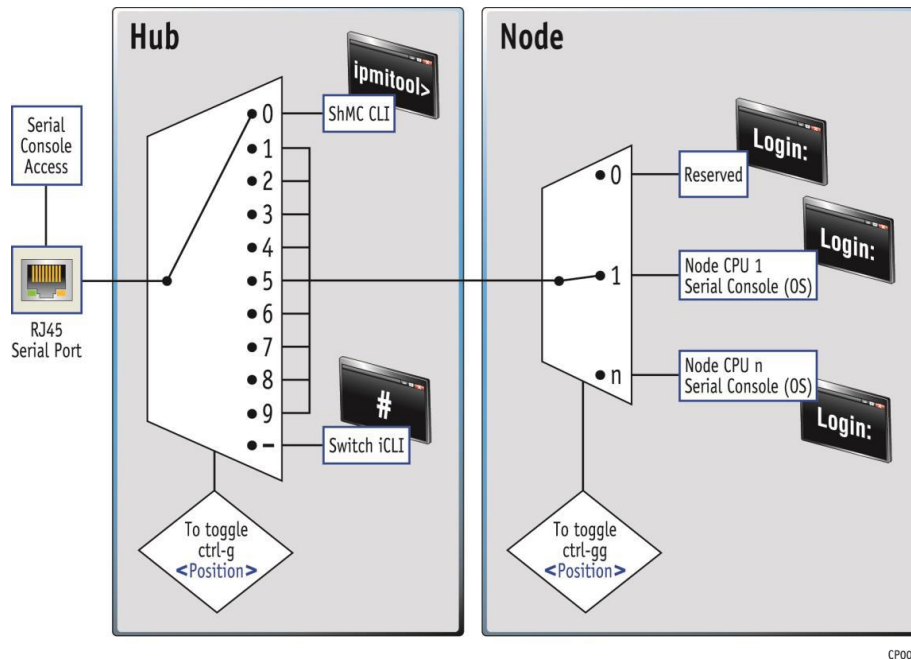 Hub
Node
Serial
Console
Access
RJ45
Serial Port
ipmitool>
0
ShMC CLI
1
2
3
4
5
6
7
8
9
-
#
Switch iCLI
To toggle
ctrl-g
<Position>
Login:
0
Reserved
Login:
1
Node CPU 1
Serial Console (OS)
n
Node CPU n
Serial Console (OS)
Login:
To toggle
ctrl-gg
<Position>